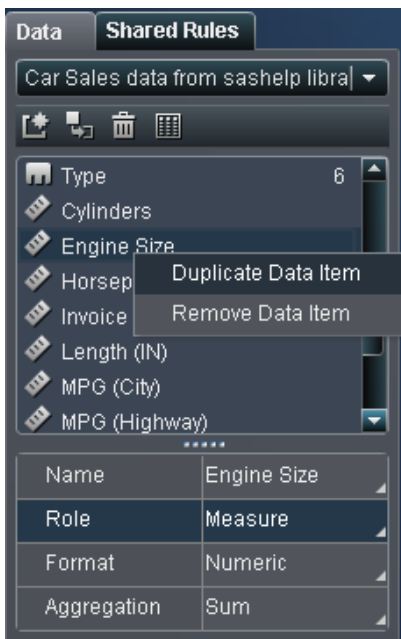 Data Shared Rules
Car Sales data from sashelp libra
Type 6
Cylinders
Engine Size
Duplicate Data Item
Horsep
Remove Data Item
Invoice
Length (IN)
MPG (City)
MPG (Highway)
Name Engine Size
Role Measure
Format Numeric
Aggregation Sum